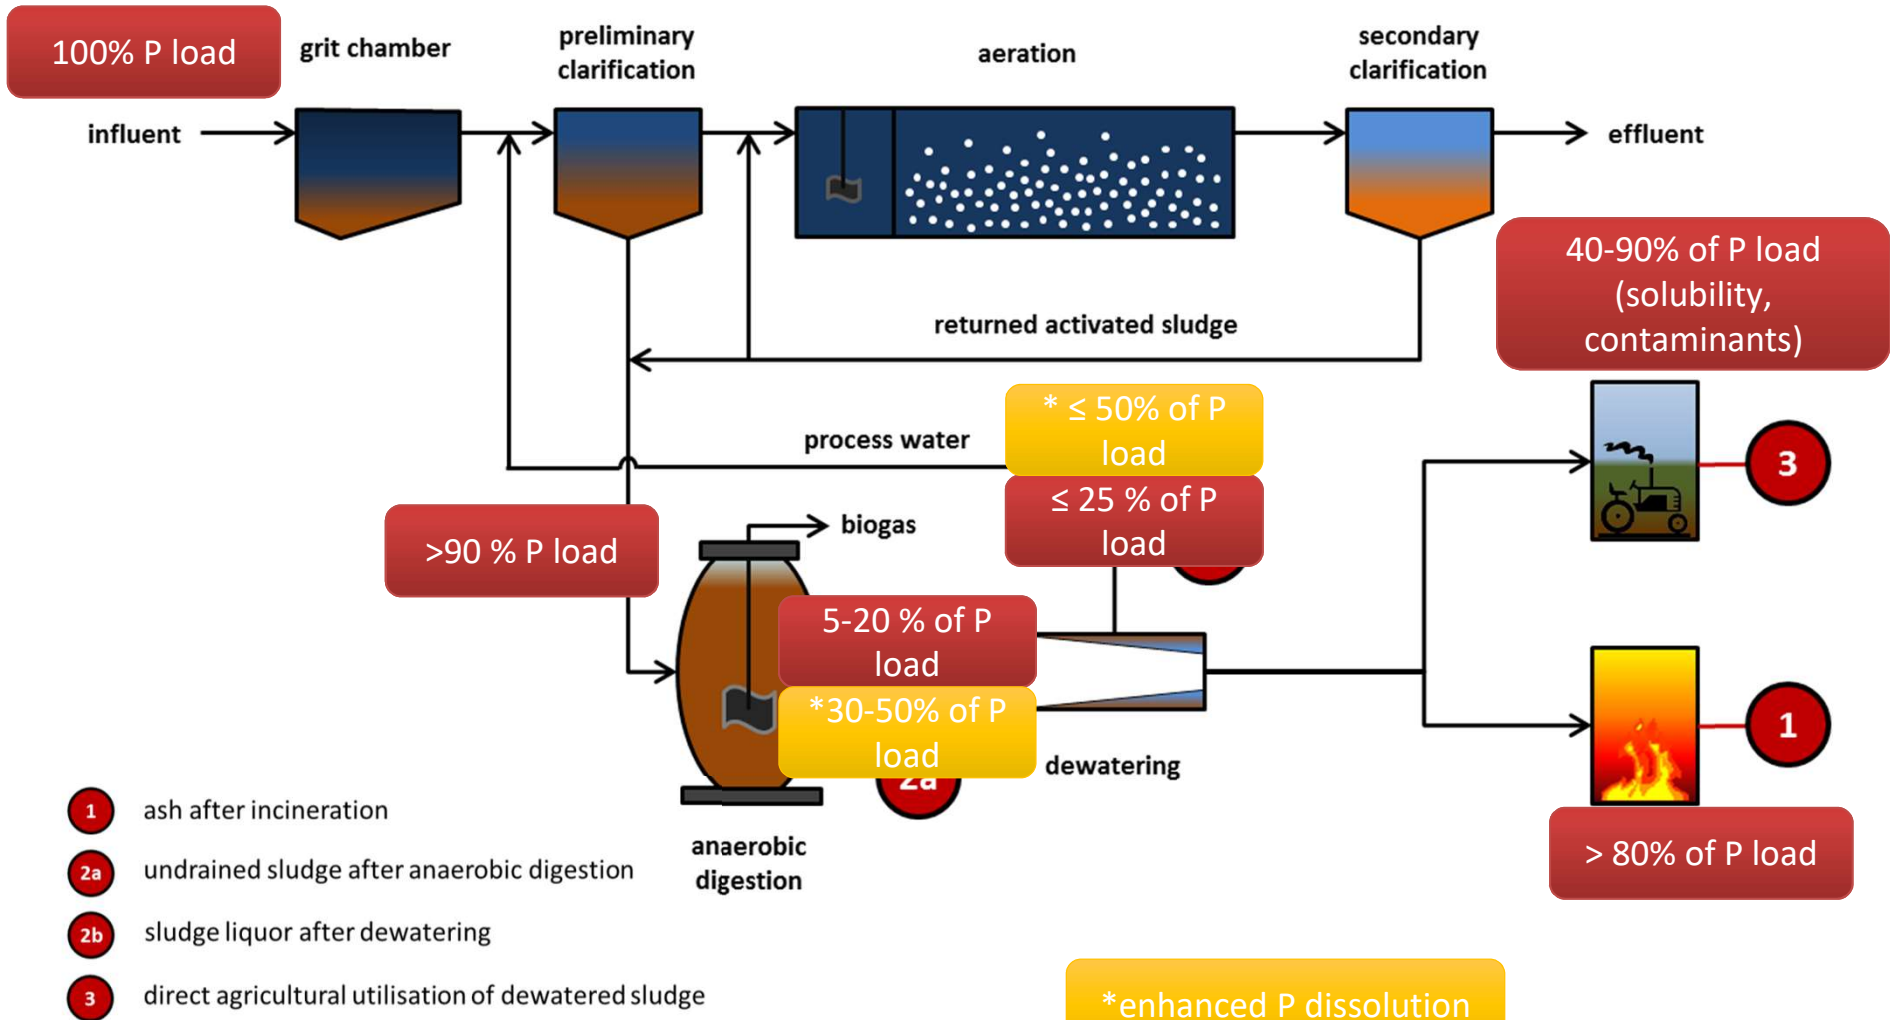 100% P load
grit chamber
preliminary
clarification
aeration
secondary
clarification
influent
effluent
40-90% of P load
(solubility,
contaminants)
returned activated sludge
* ≤ 50% of P
load
process water
≤ 25 % of P
load
3
biogas
>90 % P load
5-20 % of P
load
*30-50% of P
load
2a
dewatering
1
> 80% of P load
anaerobic
digestion
1 ash after incineration
2a undrained sludge after anaerobic digestion
2b sludge liquor after dewatering
3 direct agricultural utilisation of dewatered sludge
*enhanced P dissolution